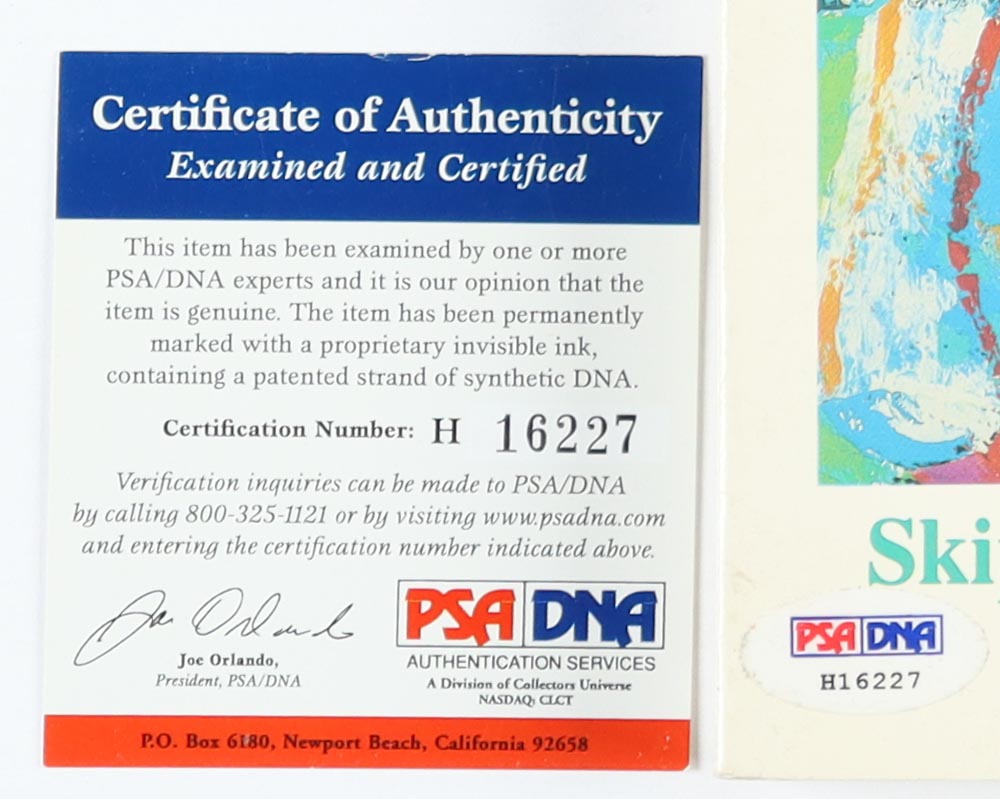 Certificate of Authenticity
Examined and Certified
This item has been examined by one or more
PSA/DNA experts and it is our opinion that the
item is genuine. The item has been permanently
marked with a proprietary invisible ink,
containing a patented strand of synthetic DNA.
Certification Number: H 16227
Verification inquiries can be made to PSA/DNA
by calling 800-325-1121 or by visiting www.psadna.com
and entering the certification number indicated above.
Joe Orlando
Joe Orlando,
President, PSA/DNA
PSA DNA
AUTHENTICATION SERVICES
A Division of Collectors Universe
NASDAQ: CLCT
P.O. Box 6180, Newport Beach, California 92658
Ski
PSA DNA
H16227